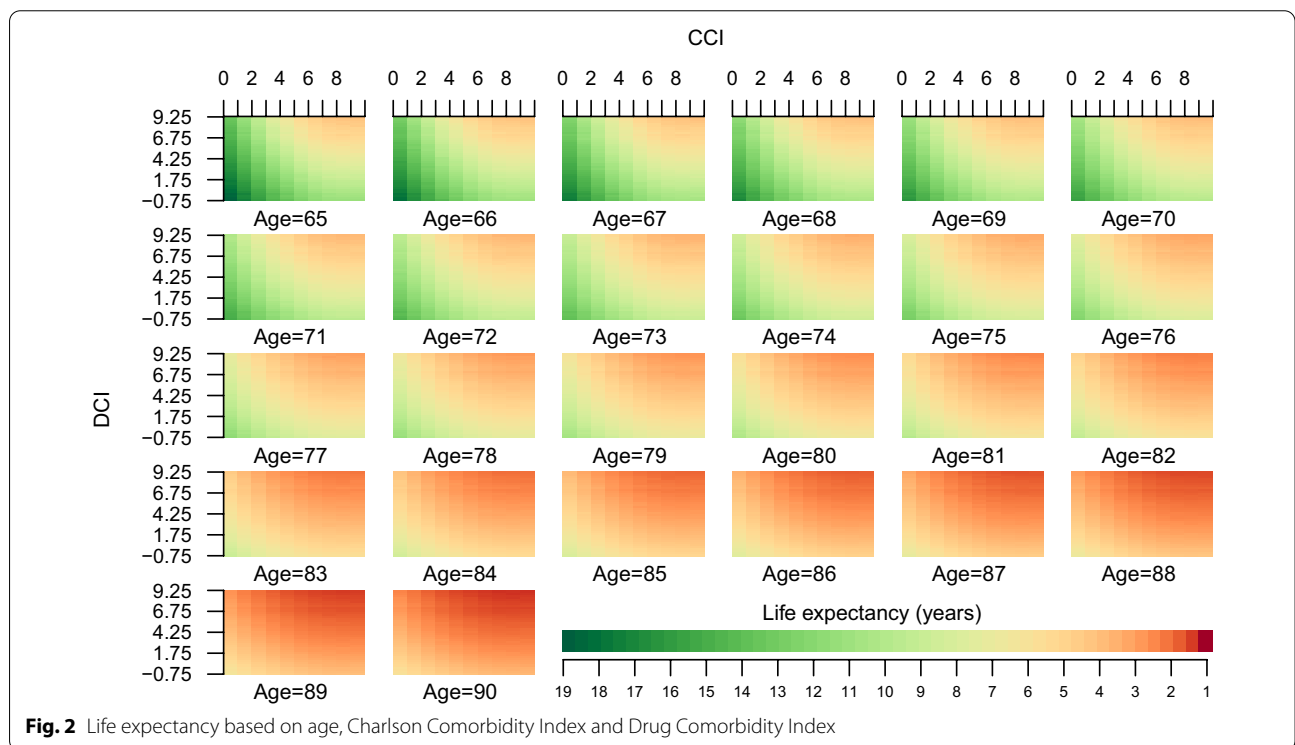 CCI
0 2 4 6 8 0 2 4 6 8 0 2 4 6 8 0 2 4 6 8 0 2 4 6 8 0 2 4 6 8
9.25
6.75
4.25
1.75
−0.75
Age=65 Age=66 Age=67 Age=68 Age=69 Age=70
9.25
6.75
4.25
1.75
−0.75
Age=71 Age=72 Age=73 Age=74 Age=75 Age=76
DCI
9.25
6.75
4.25
1.75
−0.75
Age=77 Age=78 Age=79 Age=80 Age=81 Age=82
9.25
6.75
4.25
1.75
−0.75
Age=83 Age=84 Age=85 Age=86 Age=87 Age=88
9.25
6.75
4.25
1.75
−0.75
Age=89 Age=90
Life expectancy (years)
19 18 17 16 15 14 13 12 11 10 9 8 7 6 5 4 3 2 1
Fig. 2 Life expectancy based on age, Charlson Comorbidity Index and Drug Comorbidity Index